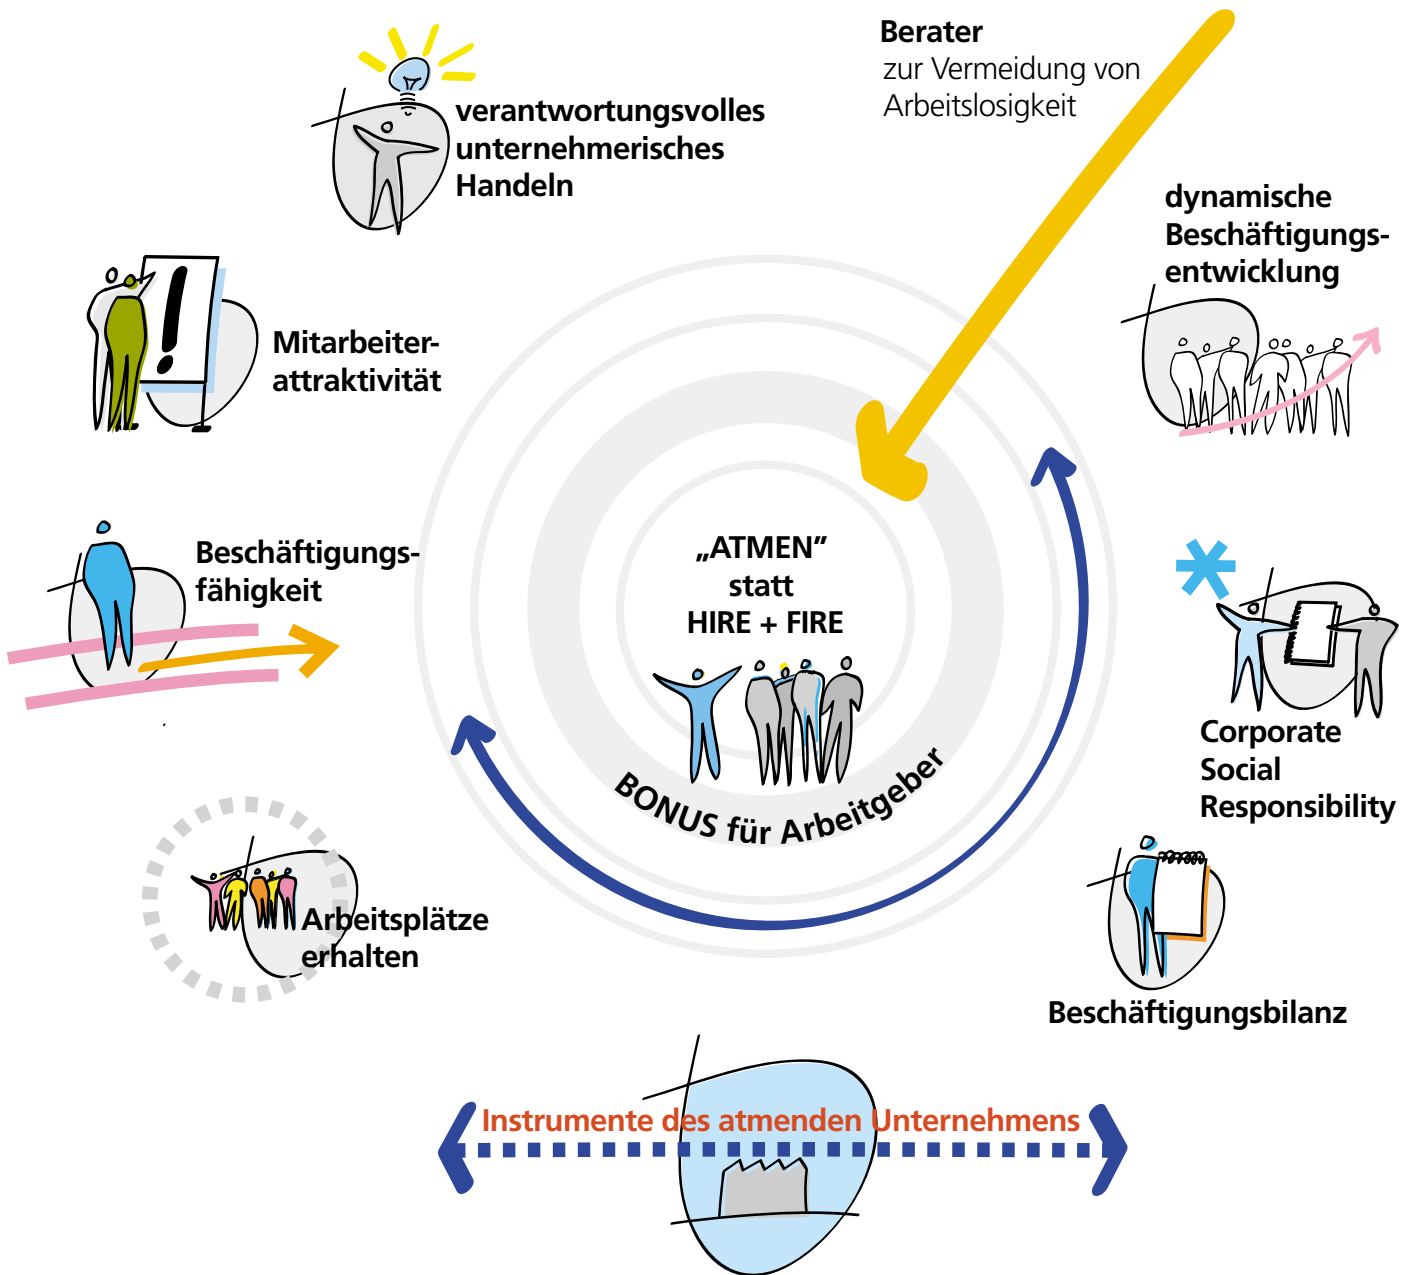 Berater
zur Vermeidung von
Arbeitslosigkeit
verantwortungsvolles
unternehmerisches
Handeln
dynamische
Beschäftigungs-
entwicklung
Mitarbeiter-
attraktivität
Beschäftigungs-
fähigkeit
„ATMEN”
statt
HIRE + FIRE
BONUS für Arbeitgeber
Corporate
Social
Responsibility
Arbeitsplätze
erhalten
Beschäftigungsbilanz
Instrumente des atmenden Unternehmens